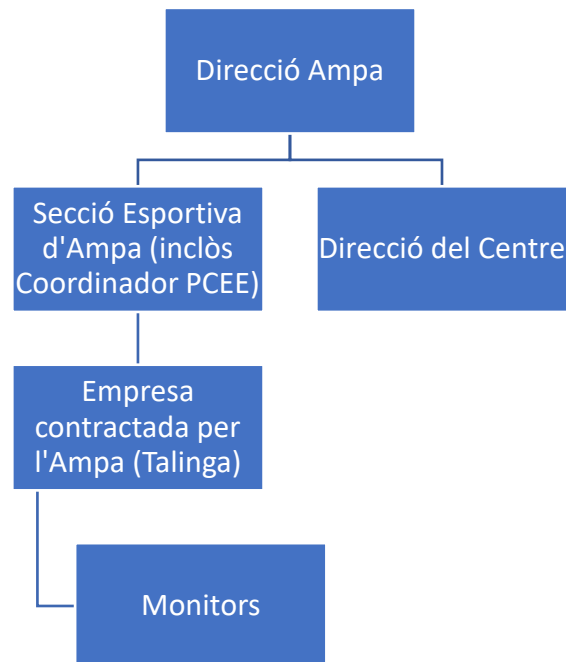 Direcció Ampa
Secció Esportiva
d'Ampa (inclòs
Coordinador PCEE)
Direcció del Centre
Empresa
contractada per
l'Ampa (Talinga)
Monitors